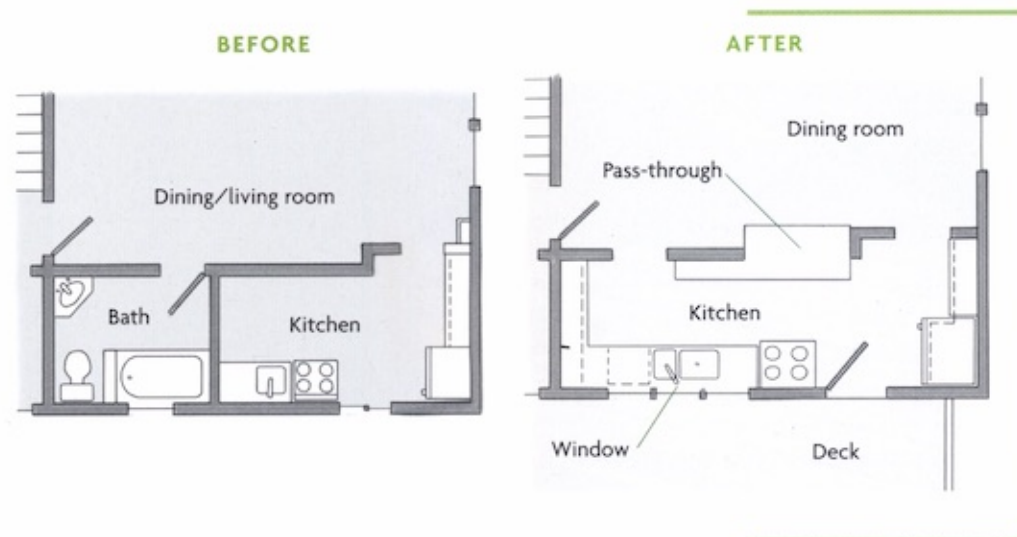 BEFORE
Dining/living room
Bath
Kitchen
AFTER
Dining room
Pass-through
Kitchen
Window
Deck